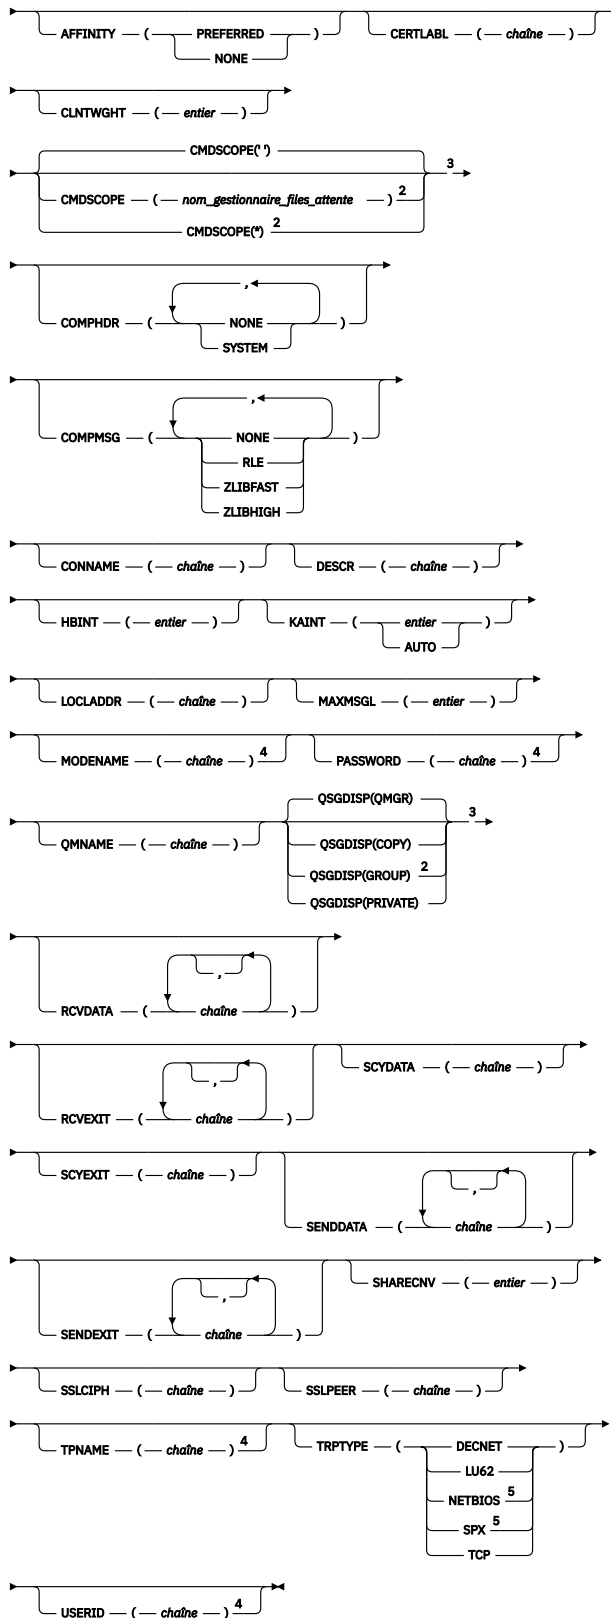 AFFINITY ( PREFERRED ) CERTLABL ( chaîne )
NONE
CLNTWGHT ( entier )
CMDSCOPE(' ')
3
CMDSCOPE ( nom_gestionnaire_files_attente ) 2
CMDSCOPE(*) 2
,
COMPHDR ( NONE )
SYSTEM
,
COMPMSG ( NONE )
RLE
ZLIBFAST
ZLIBHIGH
CONNAME ( chaîne ) DESCR ( chaîne )
HBINT ( entier ) KAINT ( entier )
AUTO
LOCLADDR ( chaîne ) MAXMSGL ( entier )
MODENAME ( chaîne ) 4 PASSWORD ( chaîne ) 4
QSGDISP(QMGR)
3
QMNAME ( chaîne ) QSGDISP(COPY)
QSGDISP(GROUP) 2
QSGDISP(PRIVATE)
,
RCVDATA ( chaîne )
,
SCYDATA ( chaîne )
RCVEXIT ( chaîne )
SCYEXIT ( chaîne )
,
SENDDATA ( chaîne )
,
SHARECNV ( entier )
SENDEXIT ( chaîne )
SSLCIPH ( chaîne ) SSLPEER ( chaîne )
TPNAME ( chaîne ) 4 TRPTYPE ( DECNET )
LU62
NETBIOS 5
SPX 5
TCP
USERID ( chaîne ) 4